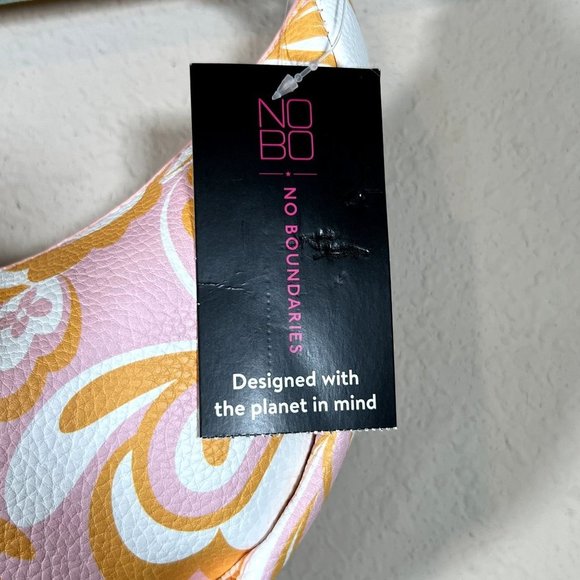 NO
BO
NO BOUNDARIES
Designed with
the planet in mind